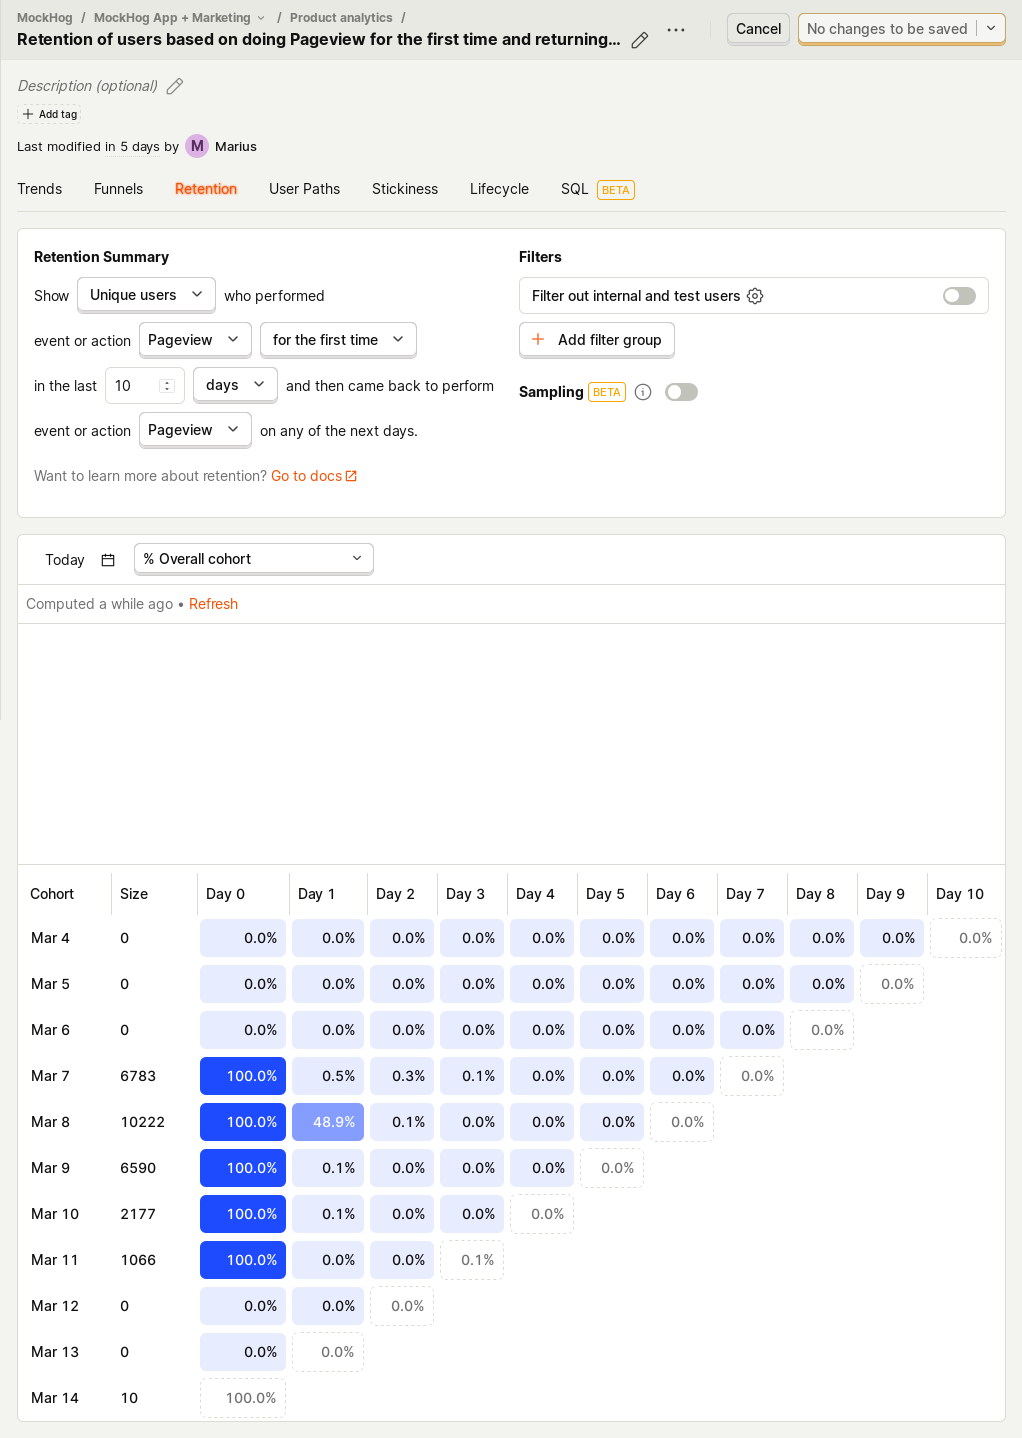 MockHog / MockHog App + Marketing / Product analytics /
Retention of users based on doing Pageview for the first time and returning...
Cancel
No changes to be saved
Description (optional)
Add tag
Last modified in 5 days by M Marius
Trends Funnels Retention User Paths Stickiness Lifecycle SQL BETA
Retention Summary
Show Unique users who performed
event or action Pageview for the first time
in the last 10 days and then came back to perform
event or action Pageview on any of the next days.
Want to learn more about retention? Go to docs
Filters
Filter out internal and test users
Add filter group
Sampling BETA
Today % Overall cohort
Computed a while ago • Refresh
Cohort Size Day 0 Day 1 Day 2 Day 3 Day 4 Day 5 Day 6 Day 7 Day 8 Day 9 Day 10
Mar 4 0 0.0% 0.0% 0.0% 0.0% 0.0% 0.0% 0.0% 0.0% 0.0% 0.0% 0.0%
Mar 5 0 0.0% 0.0% 0.0% 0.0% 0.0% 0.0% 0.0% 0.0% 0.0% 0.0%
Mar 6 0 0.0% 0.0% 0.0% 0.0% 0.0% 0.0% 0.0% 0.0% 0.0%
Mar 7 6783 100.0% 0.5% 0.3% 0.1% 0.0% 0.0% 0.0% 0.0%
Mar 8 10222 100.0% 48.9% 0.1% 0.0% 0.0% 0.0% 0.0%
Mar 9 6590 100.0% 0.1% 0.0% 0.0% 0.0% 0.0%
Mar 10 2177 100.0% 0.1% 0.0% 0.0% 0.0%
Mar 11 1066 100.0% 0.0% 0.0% 0.1%
Mar 12 0 0.0% 0.0% 0.0%
Mar 13 0 0.0% 0.0%
Mar 14 10 100.0%